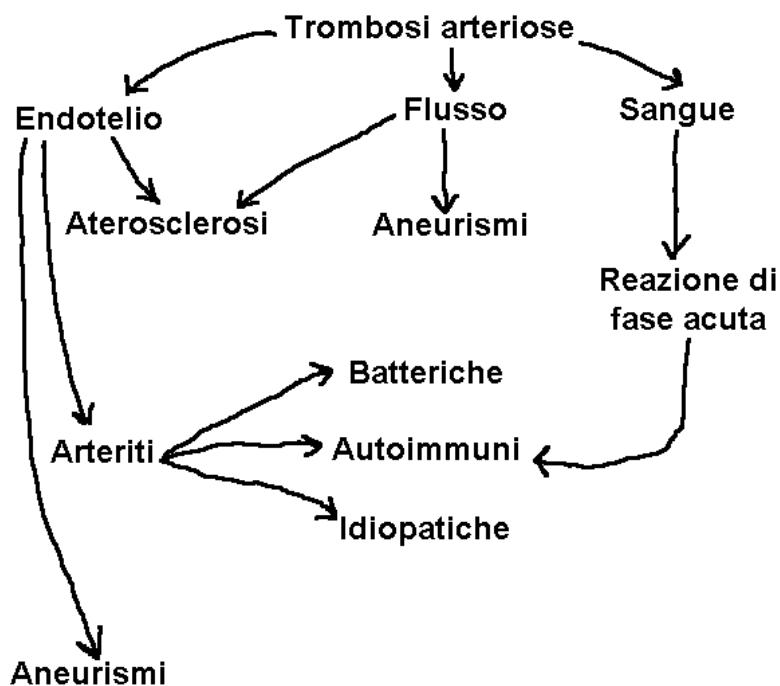 Trombosi arteriose
Endotelio
Flusso
Sangue
Aterosclerosi
Aneurismi
Reazione di
fase acuta
Batteriche
Arteriti
Autoimmuni
Idiopatiche
Aneurismi